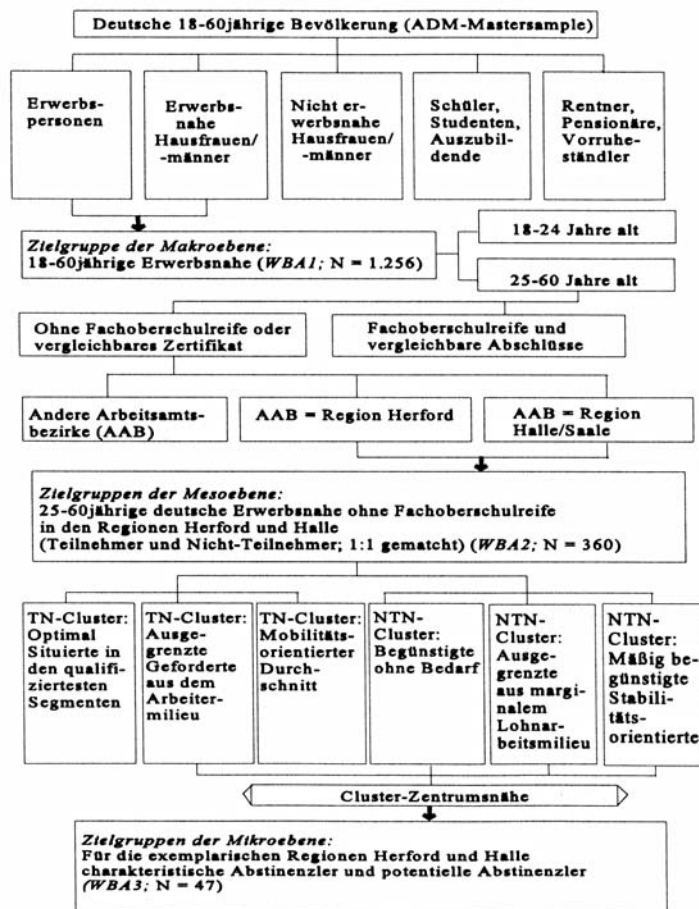 Deutsche 18-60jährige Bevölkerung (ADM-Mastersample)
Erwerbs-
personen
Erwerbs-
nahe
Hausfrauen/
-männer
Nicht er-
werbsnahe
Hausfrauen/
-männer
Schüler,
Studenten,
Auszubil-
dende
Rentner,
Pensionäre,
Vorruhe-
ständler
Zielgruppe der Makroebene:
18-60jährige Erwerbsnahe (WBA1; N = 1.256)
18-24 Jahre alt
25-60 Jahre alt
Ohne Fachoberschulreife oder
vergleichbares Zertifikat
Fachoberschulreife und
vergleichbare Abschlüsse
Andere Arbeitsamts-
bezirke (AAB)
AAB = Region Herford
AAB = Region
Halle/Saale
Zielgruppen der Mesoebene:
25-60jährige deutsche Erwerbsnahe ohne Fachoberschulreife
in den Regionen Herford und Halle
(Teilnehmer und Nicht-Teilnehmer; 1:1 gematcht) (WBA2; N = 360)
TN-Cluster:
Optimal
Situierte in
den qualifi-
ziertesten
Segmenten
TN-Cluster:
Ausge-
grenzte
Geforderte
aus dem
Arbeiter-
milieu
TN-Cluster:
Mobilitäts-
orientierter
Durch-
schnitt
NTN-
Cluster:
Begünstigte
ohne Bedarf
NTN-
Cluster:
Ausge-
grenzte
aus margi-
nalem
Lohnar-
beitsmilieu
NTN-
Cluster:
Mäßig be-
günstigte
Stabili-
täts-
orientierte
Cluster-Zentrumsnähe
Zielgruppen der Mikroebene:
Für die exemplarischen Regionen Herford und Halle
charakteristische Abstinenzler und potentielle Abstinenzler
(WBA3; N = 47)